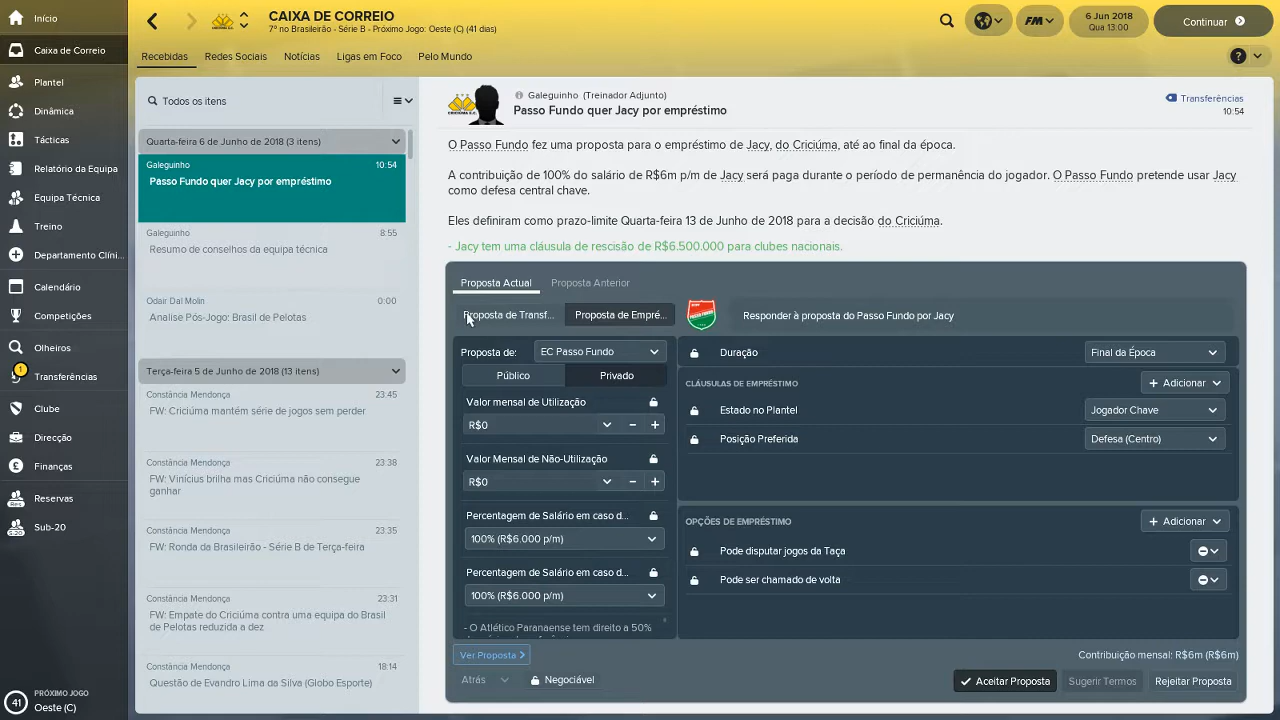 Início
Caixa de Correio
Plantel
Dinâmica
Tácticas
Relatório da Equipa
Equipa Técnica
Treino
Departamento Clíni...
Calendário
Competições
Olheiros
1
Transferências
Clube
Direcção
Finanças
Res
Reservas
S20
Sub-20
41
PRÓXIMO JOGO
Oeste (C)
CAIXA DE CORREIO
7º no Brasileirão - Série B - Próximo Jogo: Oeste (C) (41 dias)
FM
6 Jun 2018
Qua 13:00
Continuar
Recebidas
Redes Sociais
Notícias
Ligas em Foco
Pelo Mundo
?
Todos os itens
Quarta-feira 6 de Junho de 2018 (3 itens)
Galeguinho 10:54
Passo Fundo quer Jacy por empréstimo
Galeguinho 8:55
Resumo de conselhos da equipa técnica
Odair Dal Molin 0:00
Analise Pós-Jogo: Brasil de Pelotas
Terça-feira 5 de Junho de 2018 (13 itens)
Constância Mendonça 23:45
FW: Criciúma mantém série de jogos sem perder
Constância Mendonça 23:38
FW: Vinícius brilha mas Criciúma não consegue
ganhar
Constância Mendonça 23:35
FW: Ronda da Brasileirão - Série B de Terça-feira
Constância Mendonça 23:31
FW: Empate do Criciúma contra uma equipa do Brasil
de Pelotas reduzida a dez
Constância Mendonça 18:14
Questão de Evandro Lima da Silva (Globo Esporte)
Galeguinho (Treinador Adjunto)
Passo Fundo quer Jacy por empréstimo
Transferências
10:54
O Passo Fundo fez uma proposta para o empréstimo de Jacy, do Criciúma, até ao final da época.
A contribuição de 100% do salário de R$6m p/m de Jacy será paga durante o período de permanência do jogador. O Passo Fundo pretende usar Jacy
como defesa central chave.
Eles definiram como prazo-limite Quarta-feira 13 de Junho de 2018 para a decisão do Criciúma.
- Jacy tem uma cláusula de rescisão de R$6.500.000 para clubes nacionais.
Proposta Actual
Proposta Anterior
Proposta de Transf...
Proposta de Empré...
Responder à proposta do Passo Fundo por Jacy
Proposta de: EC Passo Fundo
Público
Privado
Valor mensal de Utilização
R$0
Valor Mensal de Não-Utilização
R$0
Percentagem de Salário em caso d...
100% (R$6.000 p/m)
Percentagem de Salário em caso d...
100% (R$6.000 p/m)
- O Atlético Paranaense tem direito a 50%
Duração Final da Época
CLÁUSULAS DE EMPRÉSTIMO + Adicionar
Estado no Plantel Jogador Chave
Posição Preferida Defesa (Centro)
OPÇÕES DE EMPRÉSTIMO + Adicionar
Pode disputar jogos da Taça
Pode ser chamado de volta
Ver Proposta
Contribuição mensal: R$6m (R$6m)
Atrás
Negociável
Aceitar Proposta
Sugerir Termos
Rejeitar Proposta